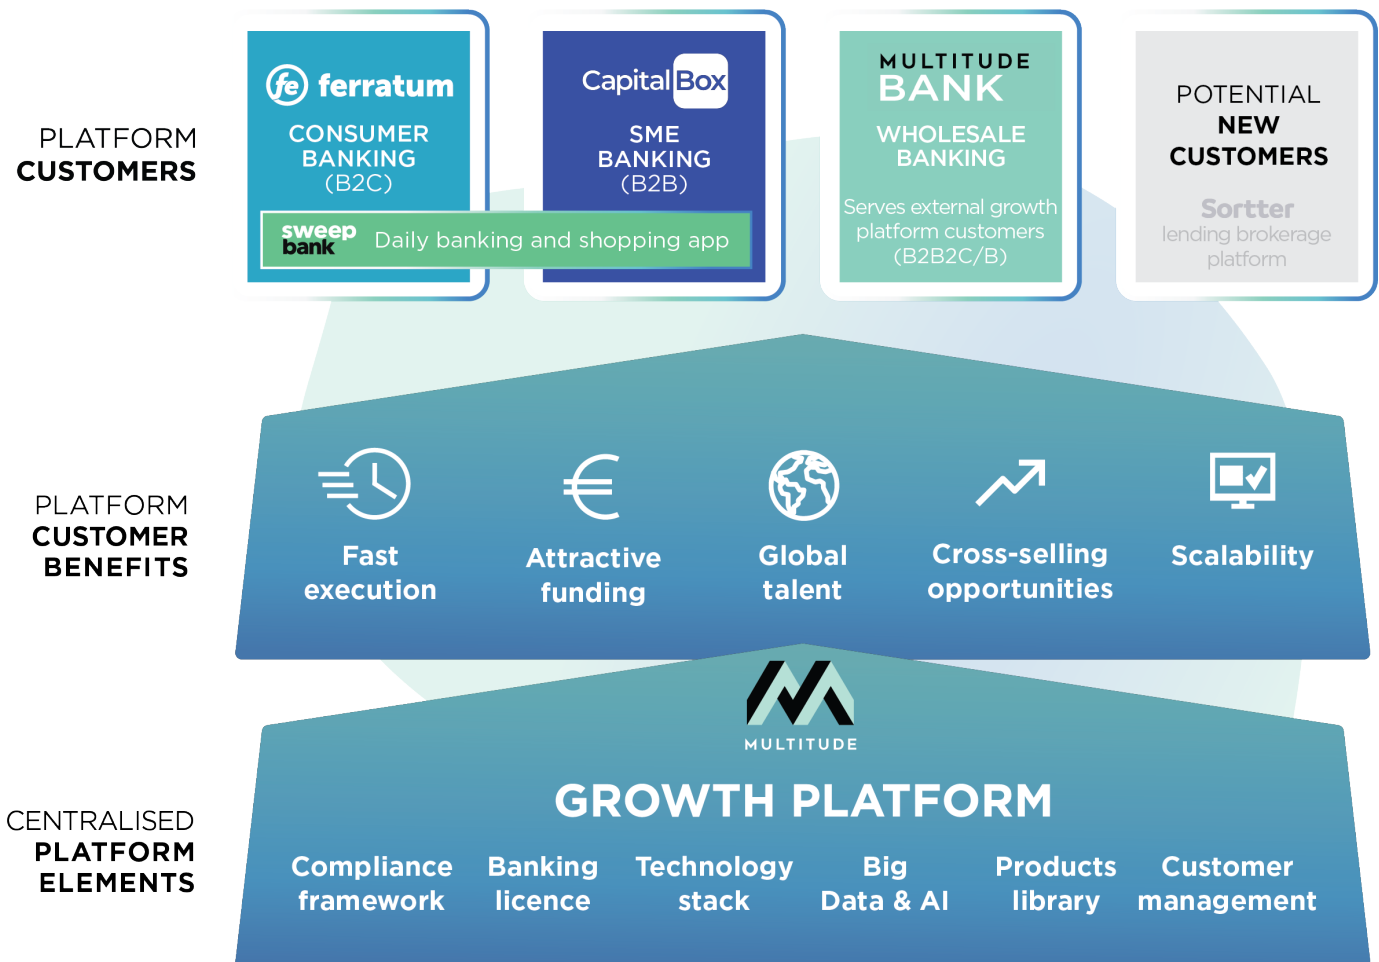 PLATFORM
CUSTOMERS
fe ferratum
CONSUMER
BANKING
(B2C)
Capital Box
SME
BANKING
(B2B)
sweep
bank
Daily banking and shopping app
MULTITUDE
BANK
WHOLESALE
BANKING
Serves external growth
platform customers
(B2B2C/B)
POTENTIAL
NEW
CUSTOMERS
Sortter
lending brokerage
platform
PLATFORM
CUSTOMER
BENEFITS
Fast
execution
Attractive
funding
Global
talent
Cross-selling
opportunities
Scalability
CENTRALISED
PLATFORM
ELEMENTS
MULTITUDE
GROWTH PLATFORM
Compliance
framework
Banking
licence
Technology
stack
Big
Data & AI
Products
library
Customer
management